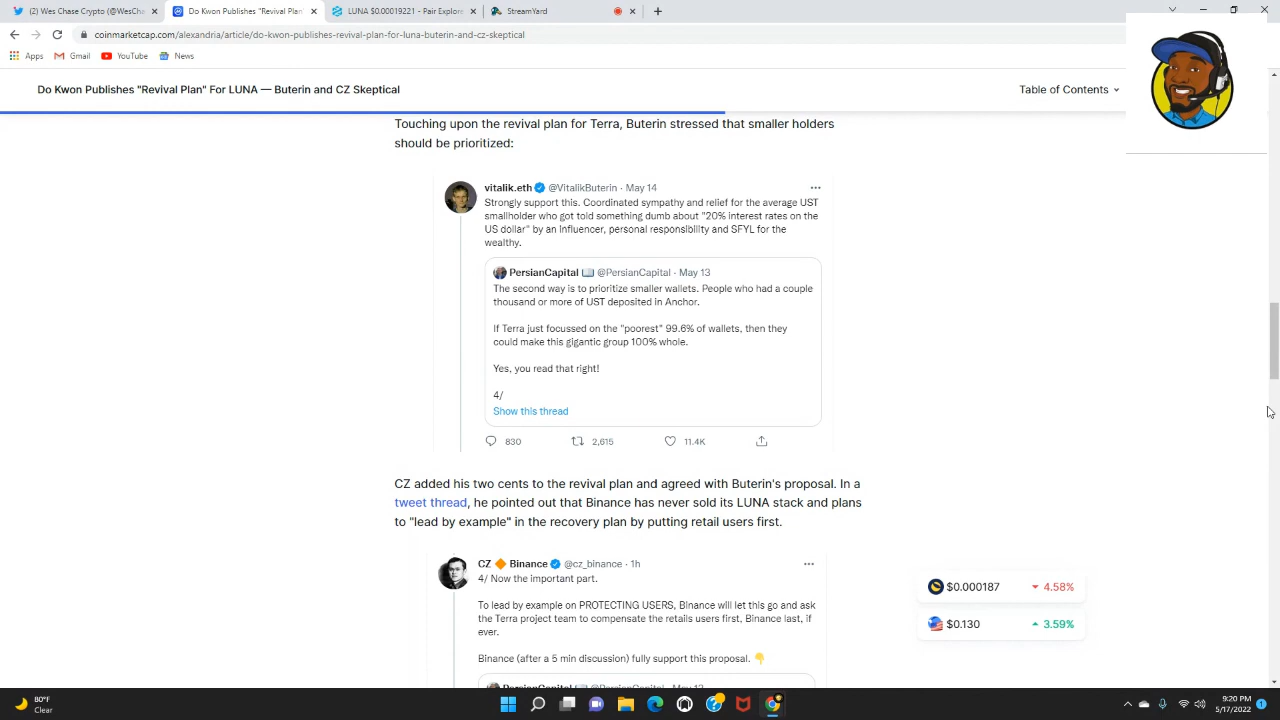 (2) Wes Chase Crypto (@WesCha
Do Kwon Publishes "Revival Plan"
LUNA $0.00019221 - Pair Explore
StreamYard
coinmarketcap.com/alexandria/article/do-kwon-publishes-revival-plan-for-luna-buterin-and-cz-skeptical
Apps
Gmail
YouTube
News
Do Kwon Publishes "Revival Plan" For LUNA — Buterin and CZ Skeptical
Table of Contents
Touching upon the revival plan for Terra, Buterin stressed that smaller holders
should be prioritized:
vitalik.eth @VitalikButerin · May 14
Strongly support this. Coordinated sympathy and relief for the average UST
smallholder who got told something dumb about "20% interest rates on the
US dollar" by an influencer, personal responsibility and SFYL for the
wealthy.
PersianCapital @PersianCapital · May 13
The second way is to prioritize smaller wallets. People who had a couple
thousand or more of UST deposited in Anchor.
If Terra just focussed on the "poorest" 99.6% of wallets, then they
could make this gigantic group 100% whole.
Yes, you read that right!
4/
Show this thread
830
2,615
11.4K
CZ added his two cents to the revival plan and agreed with Buterin's proposal. In a
tweet thread, he pointed out that Binance has never sold its LUNA stack and plans
to "lead by example" in the recovery plan by putting retail users first.
CZ Binance @cz_binance · 1h
4/ Now the important part.
To lead by example on PROTECTING USERS, Binance will let this go and ask
the Terra project team to compensate the retails users first, Binance last, if
ever.
Binance (after a 5 min discussion) fully support this proposal.
PersianCapital @PersianCapital · May 13
$0.000187
4.58%
$0.130
3.59%
80°F
Clear
9:20 PM
5/17/2022